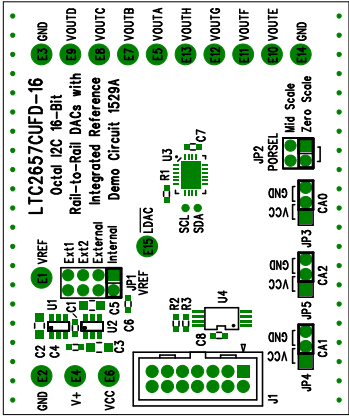 GND
VOUTD
VOUTC
VOUTB
VOUTA
VOUTH
VOUTG
VOUTF
VOUTE
GND
E3
E9
E8
E7
E5
E13
E12
E11
E10
E14
LTC2657CUFD-16
Octal I2C 16-Bit
Rail-to-Rail DACs with
Integrated Reference
Demo Circuit 1529A
C7
U3
R1
SCL
SDA
LDAC
E15
JP2
PORSEL
Mid Scale
Zero Scale
GND
VCC
CA0
JP3
GND
VCC
CA2
JP5
GND
VCC
CA1
JP4
E1
VREF
Ext1
Ext2
External
Internal
JP1
VREF
U1
C1
C5
C6
C2
C4
U2
C3
R2
R3
U4
C8
GND
E2
V+
E4
VCC
E6
J1